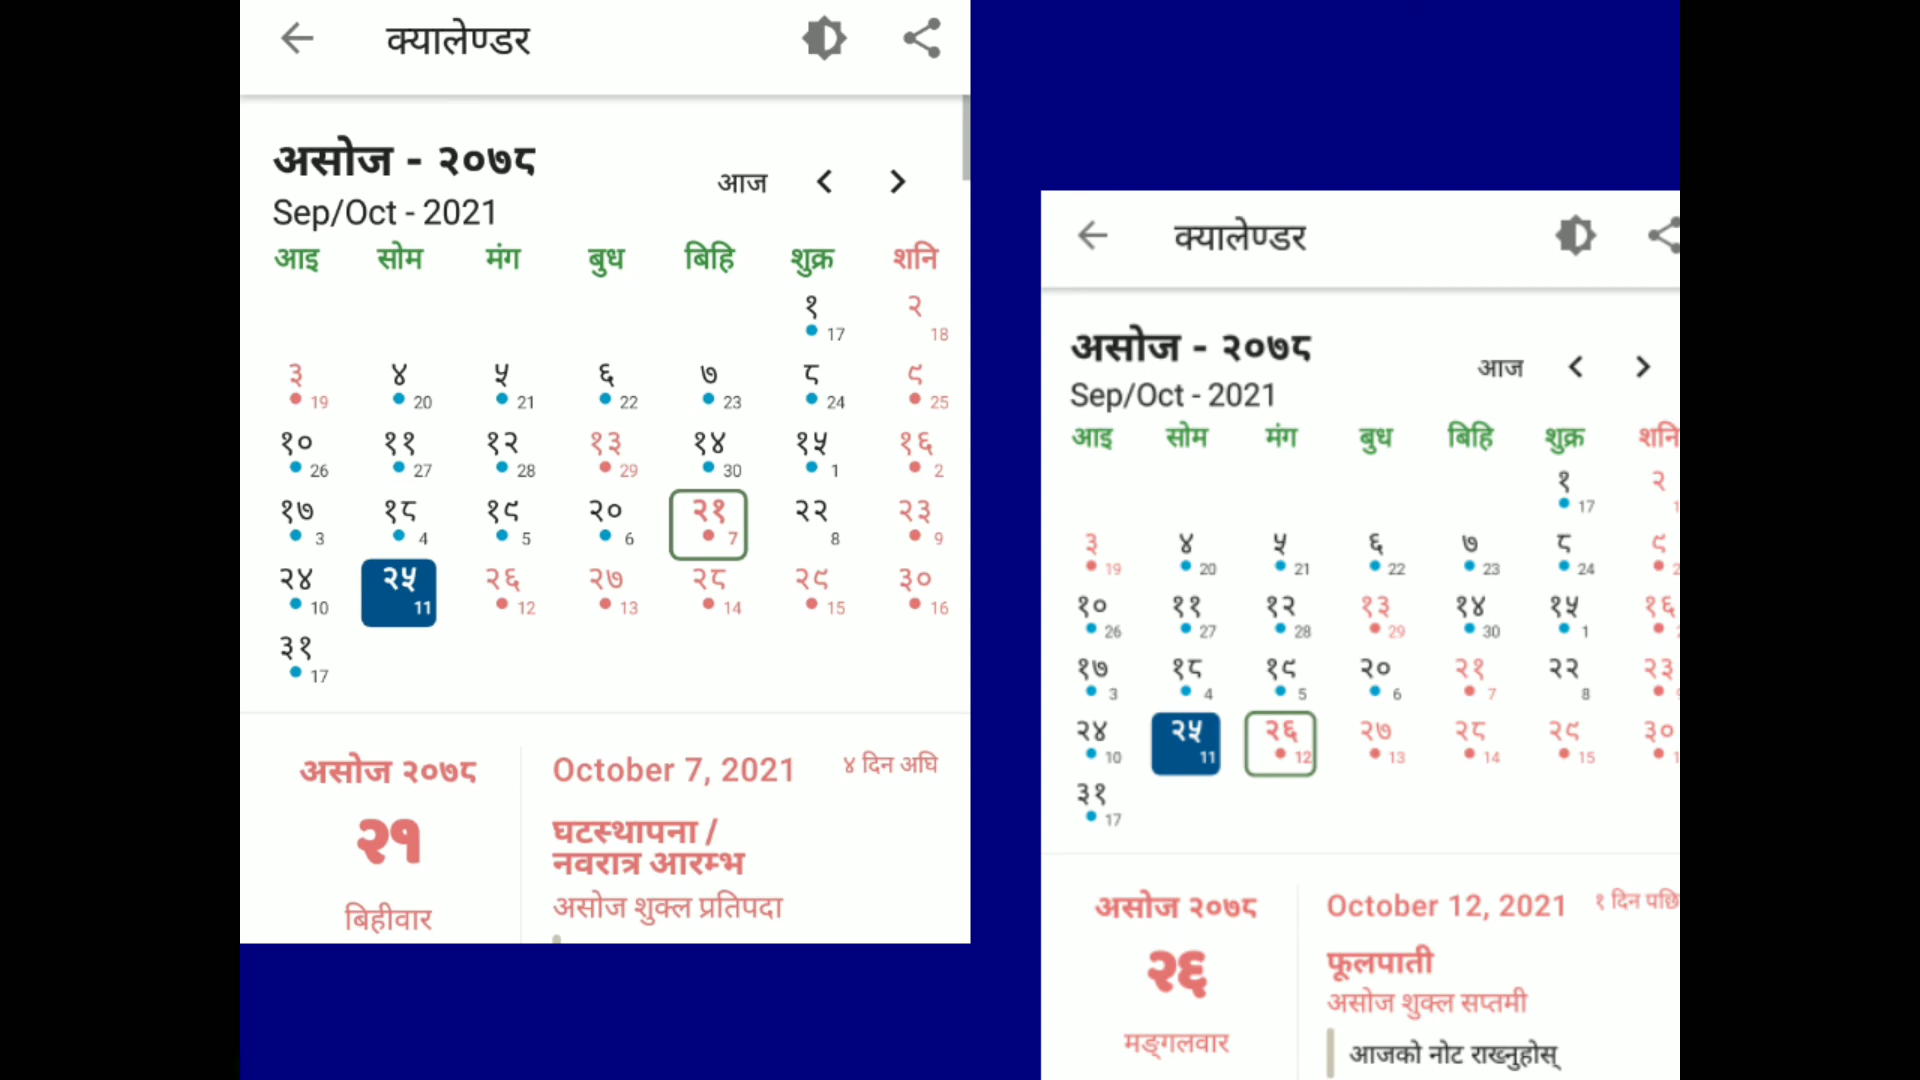 क्यालेण्डर
असोज - २०७८
Sep/Oct - 2021
आज
आइ सोम मंग बुध बिहि शुक्र शनि
१ 17 २ 18
३ 19 ४ 20 ५ 21 ६ 22 ७ 23 ८ 24 ९ 25
१० 26 ११ 27 १२ 28 १३ 29 १४ 30 १५ 1 १६ 2
१७ 3 १८ 4 १९ 5 २० 6 २१ 7 २२ 8 २३ 9
२४ 10 २५ 11 २६ 12 २७ 13 २८ 14 २९ 15 ३० 16
३१ 17
असोज २०७८
२१
बिहीवार
October 7, 2021
४ दिन अघि
घटस्थापना /
नवरात्र आरम्भ
असोज शुक्ल प्रतिपदा
क्यालेण्डर
असोज - २०७८
Sep/Oct - 2021
आज
आइ सोम मंग बुध बिहि शुक्र शनि
१ 17 २
३ 19 ४ 20 ५ 21 ६ 22 ७ 23 ८ 24 ९
१० 26 ११ 27 १२ 28 १३ 29 १४ 30 १५ 1 १६
१७ 3 १८ 4 १९ 5 २० 6 २१ 7 २२ 8 २३
२४ 10 २५ 11 २६ 12 २७ 13 २८ 14 २९ 15 ३०
३१ 17
असोज २०७८
२६
मङ्गलवार
October 12, 2021
१ दिन पछि
फूलपाती
असोज शुक्ल सप्तमी
आजको नोट राख्नुहोस्